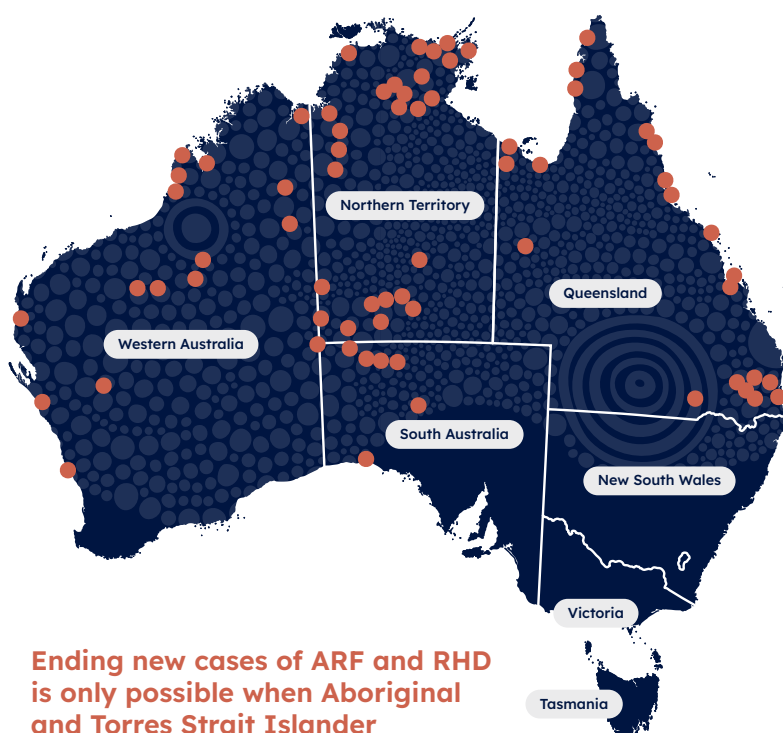 Northern Territory
Queensland
Western Australia
South Australia
New South Wales
Victoria
Tasmania
Ending new cases of ARF and RHD
is only possible when Aboriginal
and Torres Strait Islander